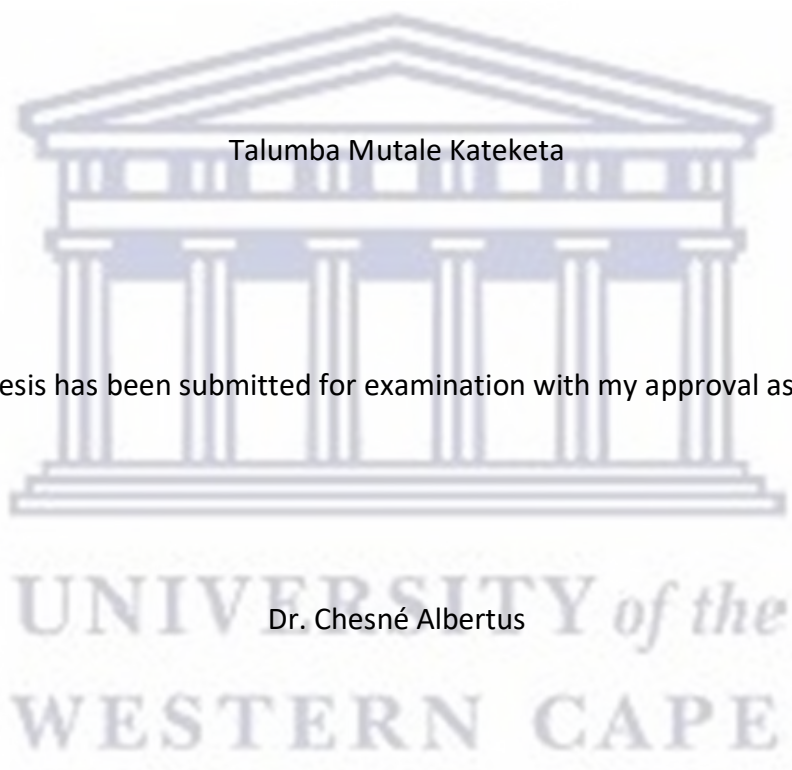 Talumba Mutale Kateketa
esis has been submitted for examination with my approval as
Dr. Chesné Albertus
UNIVERSITY of the
WESTERN CAPE